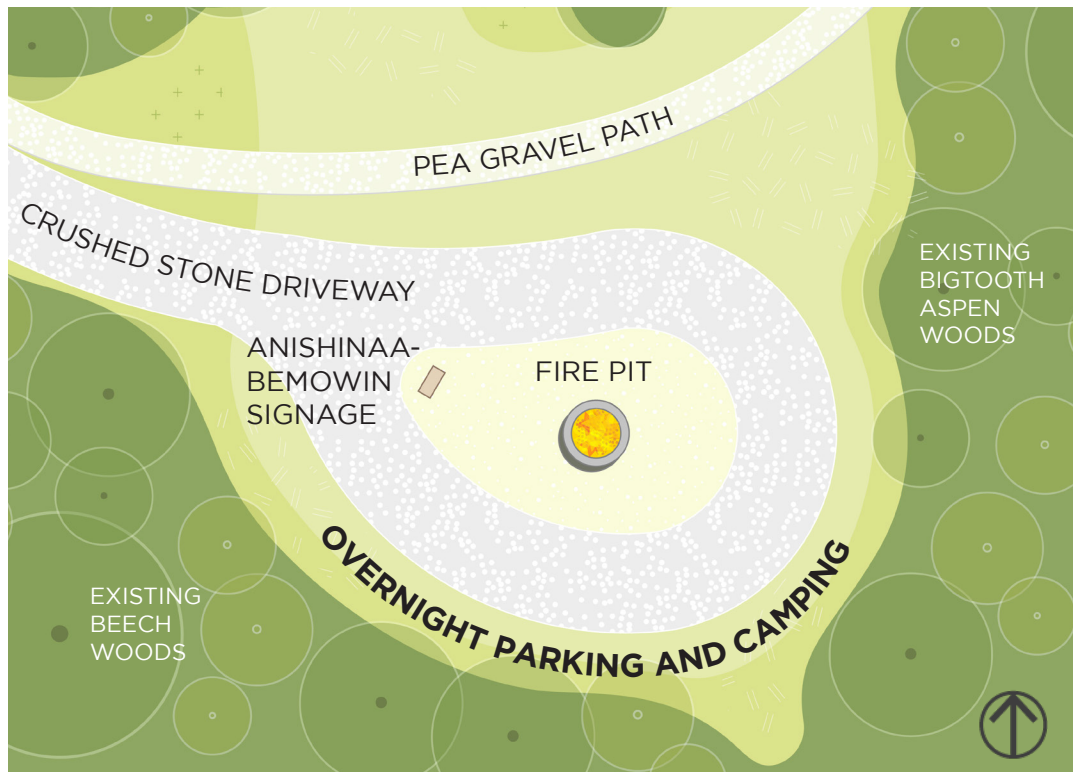 PEA GRAVEL PATH
CRUSHED STONE DRIVEWAY
EXISTING
BIGTOOTH
ASPEN
WOODS
ANISHINAA-
BEMOWIN
SIGNAGE
FIRE PIT
OVERNIGHT PARKING AND CAMPING
EXISTING
BEECH
WOODS